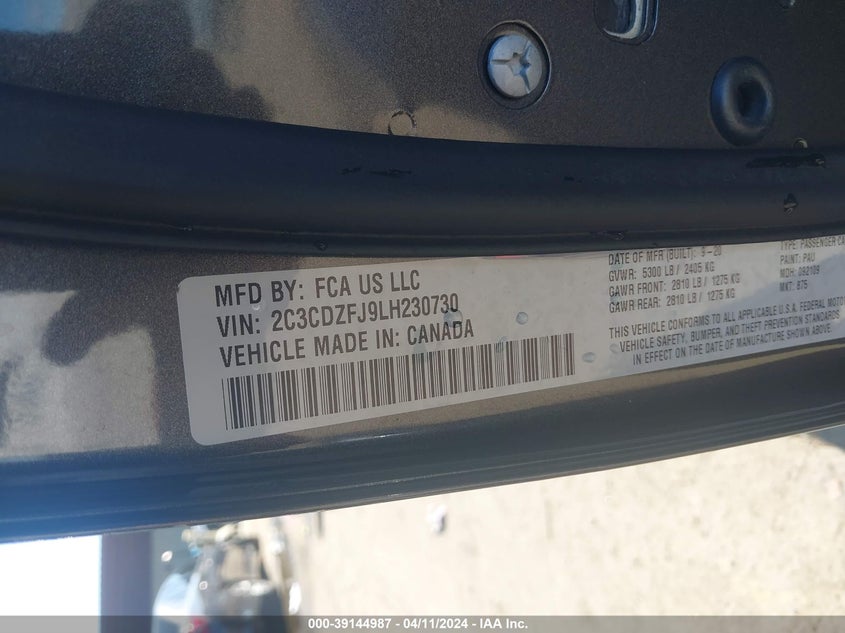 MFD BY: FCA US LLC
VIN: 2C3CDZFJ9LH230730
VEHICLE MADE IN: CANADA
DATE OF MFR (BUILT): 9-20
GVWR: 5300 LB / 2405 KG
GAWR FRONT: 2810 LB / 1275 KG
GAWR REAR: 2810 LB / 1275 KG
TYPE: PASSENGER CA
PAINT: PAU
MDH: 092109
MKT: 875
THIS VEHICLE CONFORMS TO ALL APPLICABLE U.S.A. FEDERAL MOTOR
VEHICLE SAFETY, BUMPER, AND THEFT PREVENTION STANDARDS
IN EFFECT ON THE DATE OF MANUFACTURE SHOWN ABOVE
000-39144987 - 04/11/2024 - IAA Inc.